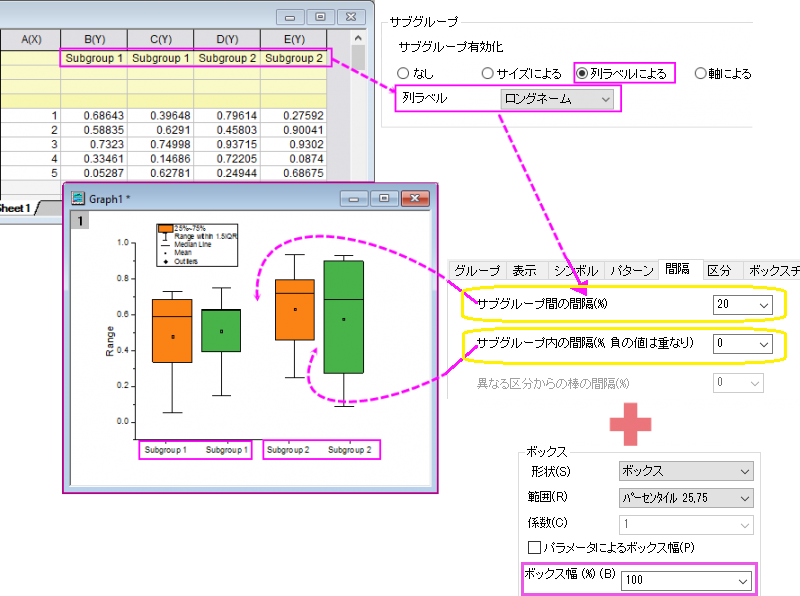 A(X) B(Y) C(Y) D(Y) E(Y)
Subgroup 1 Subgroup 1 Subgroup 2 Subgroup 2
1 0.68643 0.39648 0.79614 0.27592
2 0.58835 0.6291 0.45803 0.90041
3 0.7323 0.74998 0.93715 0.9302
4 0.33461 0.14686 0.72205 0.0874
5 0.05287 0.62781 0.24944 0.68675
Sheet1
サブグループ
サブグループ有効化
なし サイズによる 列ラベルによる 軸による
列ラベル ロングネーム
Graph1 *
1
25%~75%
Range within 1.5IQR
Median Line
Mean
Outliers
1.0
0.8
0.6
0.4
0.2
0.0
Range
Subgroup 1 Subgroup 1 Subgroup 2 Subgroup 2
グループ 表示 シンボル パターン 間隔 区分 ボックスチ
サブグループ間の間隔(%) 20
サブグループ内の間隔(%, 負の値は重なり) 0
異なる区分からの棒の間隔(%) 0
ボックス
形状(S) ボックス
範囲(R) パーセンタイル 25,75
係数(C) 1
パラメータによるボックス幅(P)
ボックス幅 (%) (B) 100